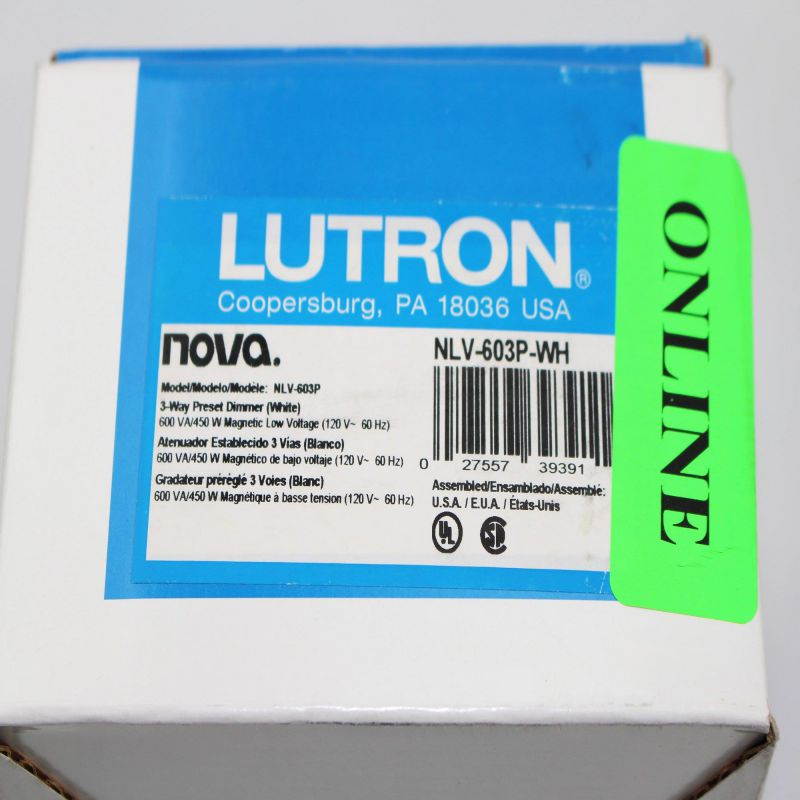 LUTRON®
Coopersburg, PA 18036 USA
nova.
Model/Modelo/Modèle: NLV-603P
3-Way Preset Dimmer (White)
600 VA/450 W Magnetic Low Voltage (120 V~ 60 Hz)
Atenuador Establecido 3 Vias (Blanco)
600 VA/450 W Magnético de bajo voltaje (120 V~ 60 Hz)
Gradateur préréglé 3 Voies (Blanc)
600 VA/450 W Magnétique à basse tension (120 V~ 60 Hz)
NLV-603P-WH
0 27557 39391
Assembled/Ensamblado/Assemblé:
U.S.A. / E.U.A. / États-Unis
UL
ONLINE